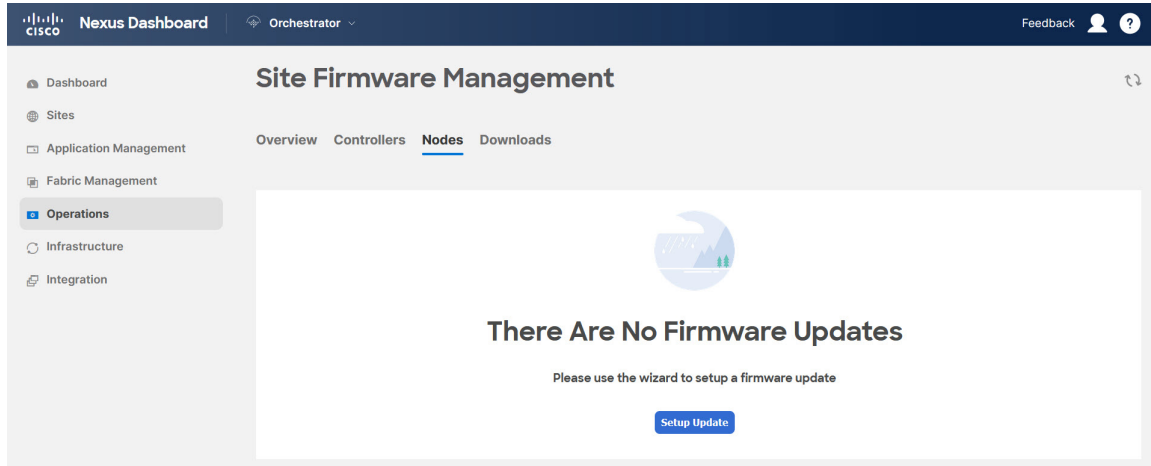 CISCO Nexus Dashboard Orchestrator Feedback ?
Site Firmware Management
Dashboard
Sites
Application Management
Fabric Management
Operations
Infrastructure
Integration
Overview Controllers Nodes Downloads
There Are No Firmware Updates
Please use the wizard to setup a firmware update
Setup Update